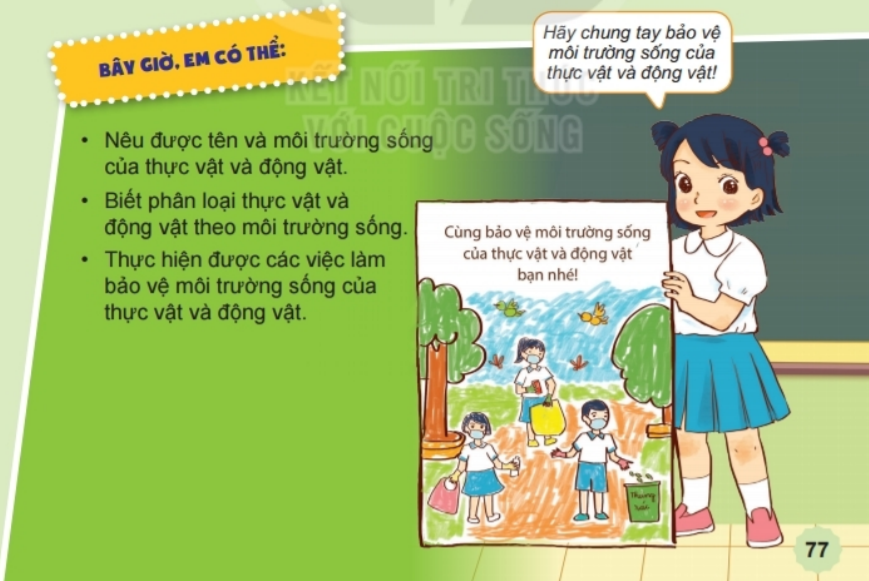 BÂY GIỜ, EM CÓ THỂ:
Hãy chung tay bảo vệ
môi trường sống của
thực vật và động vật!
KẾT NỐI TRI THỨC
VỚI CUỘC SỐNG
• Nêu được tên và môi trường sống
của thực vật và động vật.
• Biết phân loại thực vật và
động vật theo môi trường sống.
• Thực hiện được các việc làm
bảo vệ môi trường sống của
thực vật và động vật.
Cùng bảo vệ môi trường sống
của thực vật và động vật
bạn nhé!
Thùng
rác
77